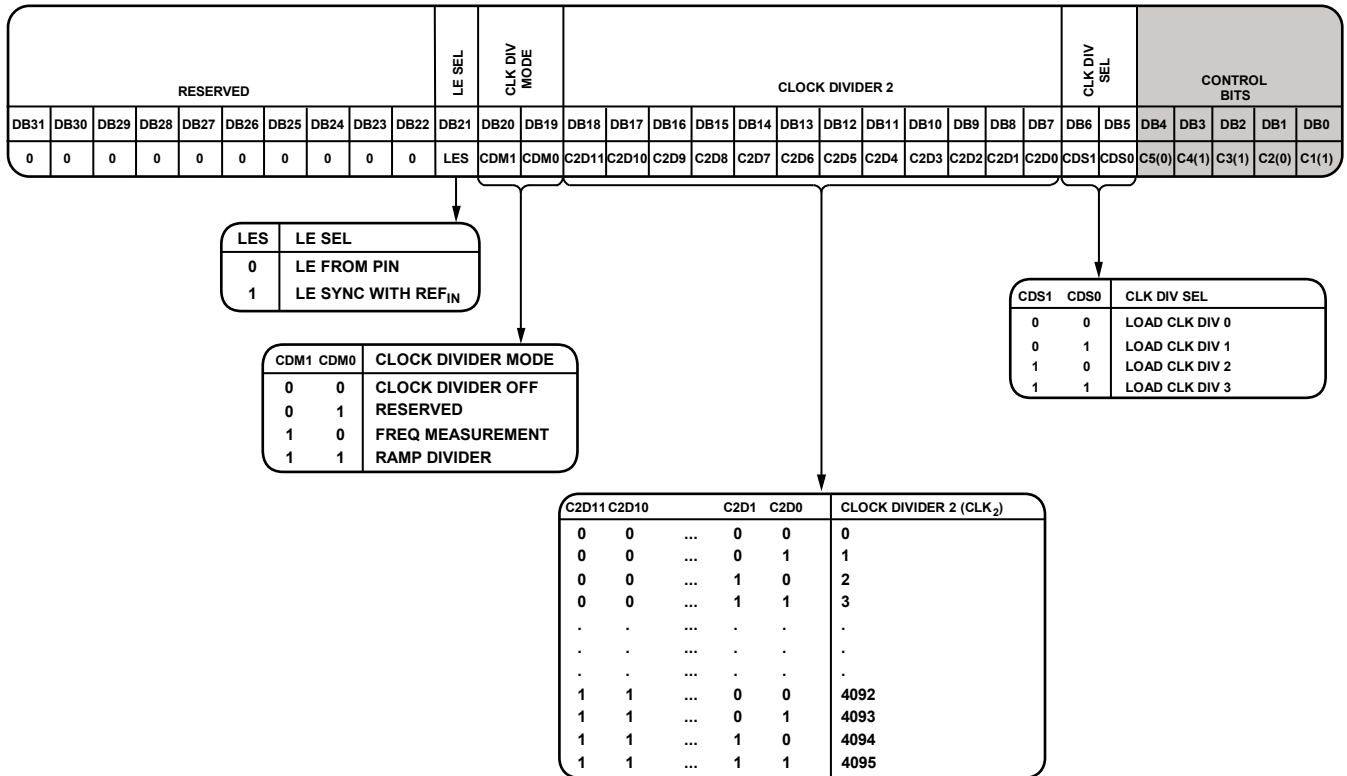 RESERVED LE SEL CLK DIV MODE CLOCK DIVIDER 2 CLK DIV SEL CONTROL BITS
DB31 DB30 DB29 DB28 DB27 DB26 DB25 DB24 DB23 DB22 DB21 DB20 DB19 DB18 DB17 DB16 DB15 DB14 DB13 DB12 DB11 DB10 DB9 DB8 DB7 DB6 DB5 DB4 DB3 DB2 DB1 DB0
0 0 0 0 0 0 0 0 0 0 LES CDM1 CDM0 C2D11 C2D10 C2D9 C2D8 C2D7 C2D6 C2D5 C2D4 C2D3 C2D2 C2D1 C2D0 CDS1 CDS0 C5(0) C4(1) C3(1) C2(0) C1(1)
LES LE SEL
0 LE FROM PIN
1 LE SYNC WITH REFIN
CDS1 CDS0 CLK DIV SEL
0 0 LOAD CLK DIV 0
0 1 LOAD CLK DIV 1
1 0 LOAD CLK DIV 2
1 1 LOAD CLK DIV 3
CDM1 CDM0 CLOCK DIVIDER MODE
0 0 CLOCK DIVIDER OFF
0 1 RESERVED
1 0 FREQ MEASUREMENT
1 1 RAMP DIVIDER
C2D11 C2D10 C2D1 C2D0 CLOCK DIVIDER 2 (CLK2)
0 0 ... 0 0 0
0 0 ... 0 1 1
0 0 ... 1 0 2
0 0 ... 1 1 3
. . ... . . .
. . ... . . .
. . ... . . .
1 1 ... 0 0 4092
1 1 ... 0 1 4093
1 1 ... 1 0 4094
1 1 ... 1 1 4095